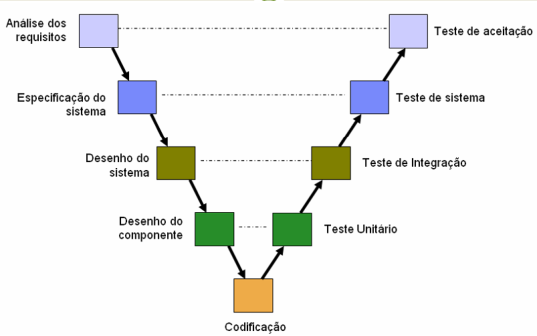 Análise dos
requisitos
Teste de aceitação
Especificação do
sistema
Teste de sistema
Desenho do
sistema
Teste de Integração
Desenho do
componente
Teste Unitário
Codificação